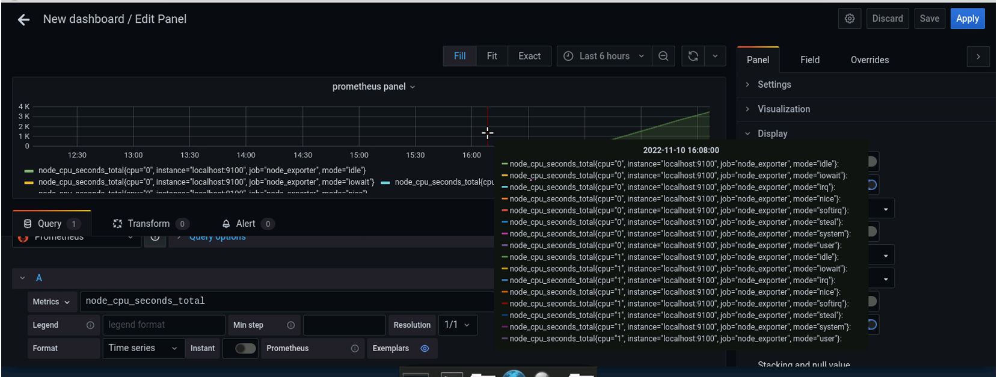 New dashboard / Edit Panel
Discard
Save
Apply
Fill
Fit
Exact
Last 6 hours
Panel
Field
Overrides
prometheus panel
Settings
Visualization
Display
4 K
3 K
2 K
1 K
0
12:30
13:00
13:30
14:00
14:30
15:00
15:30
16:00
node_cpu_seconds_total{cpu="0", instance="localhost:9100", job="node_exporter", mode="idle"}
node_cpu_seconds_total{cpu="0", instance="localhost:9100", job="node_exporter", mode="iowait"}
node_cpu_seconds_total{cpu
node_cpu_seconds_total{cpu="0", instance="localhost:9100", job="node_exporter", mode="nice"}
2022-11-10 16:08:00
node_cpu_seconds_total{cpu="0", instance="localhost:9100", job="node_exporter", mode="idle"}:
node_cpu_seconds_total{cpu="0", instance="localhost:9100", job="node_exporter", mode="iowait"}:
node_cpu_seconds_total{cpu="0", instance="localhost:9100", job="node_exporter", mode="irq"}:
node_cpu_seconds_total{cpu="0", instance="localhost:9100", job="node_exporter", mode="nice"}:
node_cpu_seconds_total{cpu="0", instance="localhost:9100", job="node_exporter", mode="softirq"}:
node_cpu_seconds_total{cpu="0", instance="localhost:9100", job="node_exporter", mode="steal"}:
node_cpu_seconds_total{cpu="0", instance="localhost:9100", job="node_exporter", mode="system"}:
node_cpu_seconds_total{cpu="0", instance="localhost:9100", job="node_exporter", mode="user"}:
node_cpu_seconds_total{cpu="1", instance="localhost:9100", job="node_exporter", mode="idle"}:
node_cpu_seconds_total{cpu="1", instance="localhost:9100", job="node_exporter", mode="iowait"}:
node_cpu_seconds_total{cpu="1", instance="localhost:9100", job="node_exporter", mode="irq"}:
node_cpu_seconds_total{cpu="1", instance="localhost:9100", job="node_exporter", mode="nice"}:
node_cpu_seconds_total{cpu="1", instance="localhost:9100", job="node_exporter", mode="softirq"}:
node_cpu_seconds_total{cpu="1", instance="localhost:9100", job="node_exporter", mode="steal"}:
node_cpu_seconds_total{cpu="1", instance="localhost:9100", job="node_exporter", mode="system"}:
node_cpu_seconds_total{cpu="1", instance="localhost:9100", job="node_exporter", mode="user"}:
Query 1
Transform 0
Alert 0
Prometheus
Query options
A
Metrics
node_cpu_seconds_total
Legend
legend format
Min step
Resolution
1/1
Format
Time series
Instant
Prometheus
Exemplars
Stacking and null value